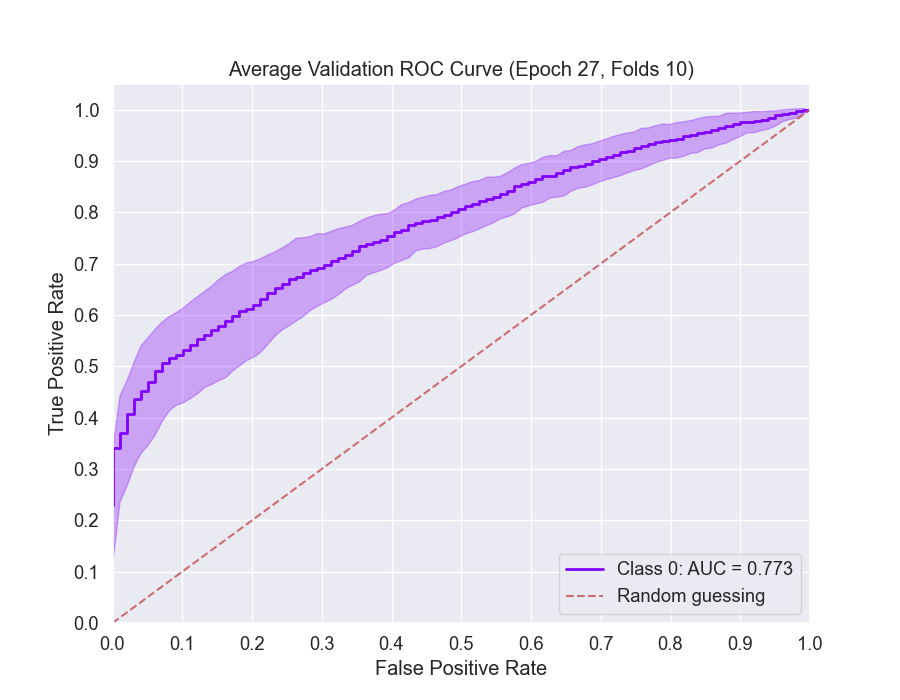 Average Validation ROC Curve (Epoch 27, Folds 10)
True Positive Rate
1.0
0.9
0.8
0.7
0.6
0.5
0.4
0.3
0.2
0.1
0.0
Class 0: AUC = 0.773
Random guessing
0.0 0.1 0.2 0.3 0.4 0.5 0.6 0.7 0.8 0.9 1.0
False Positive Rate